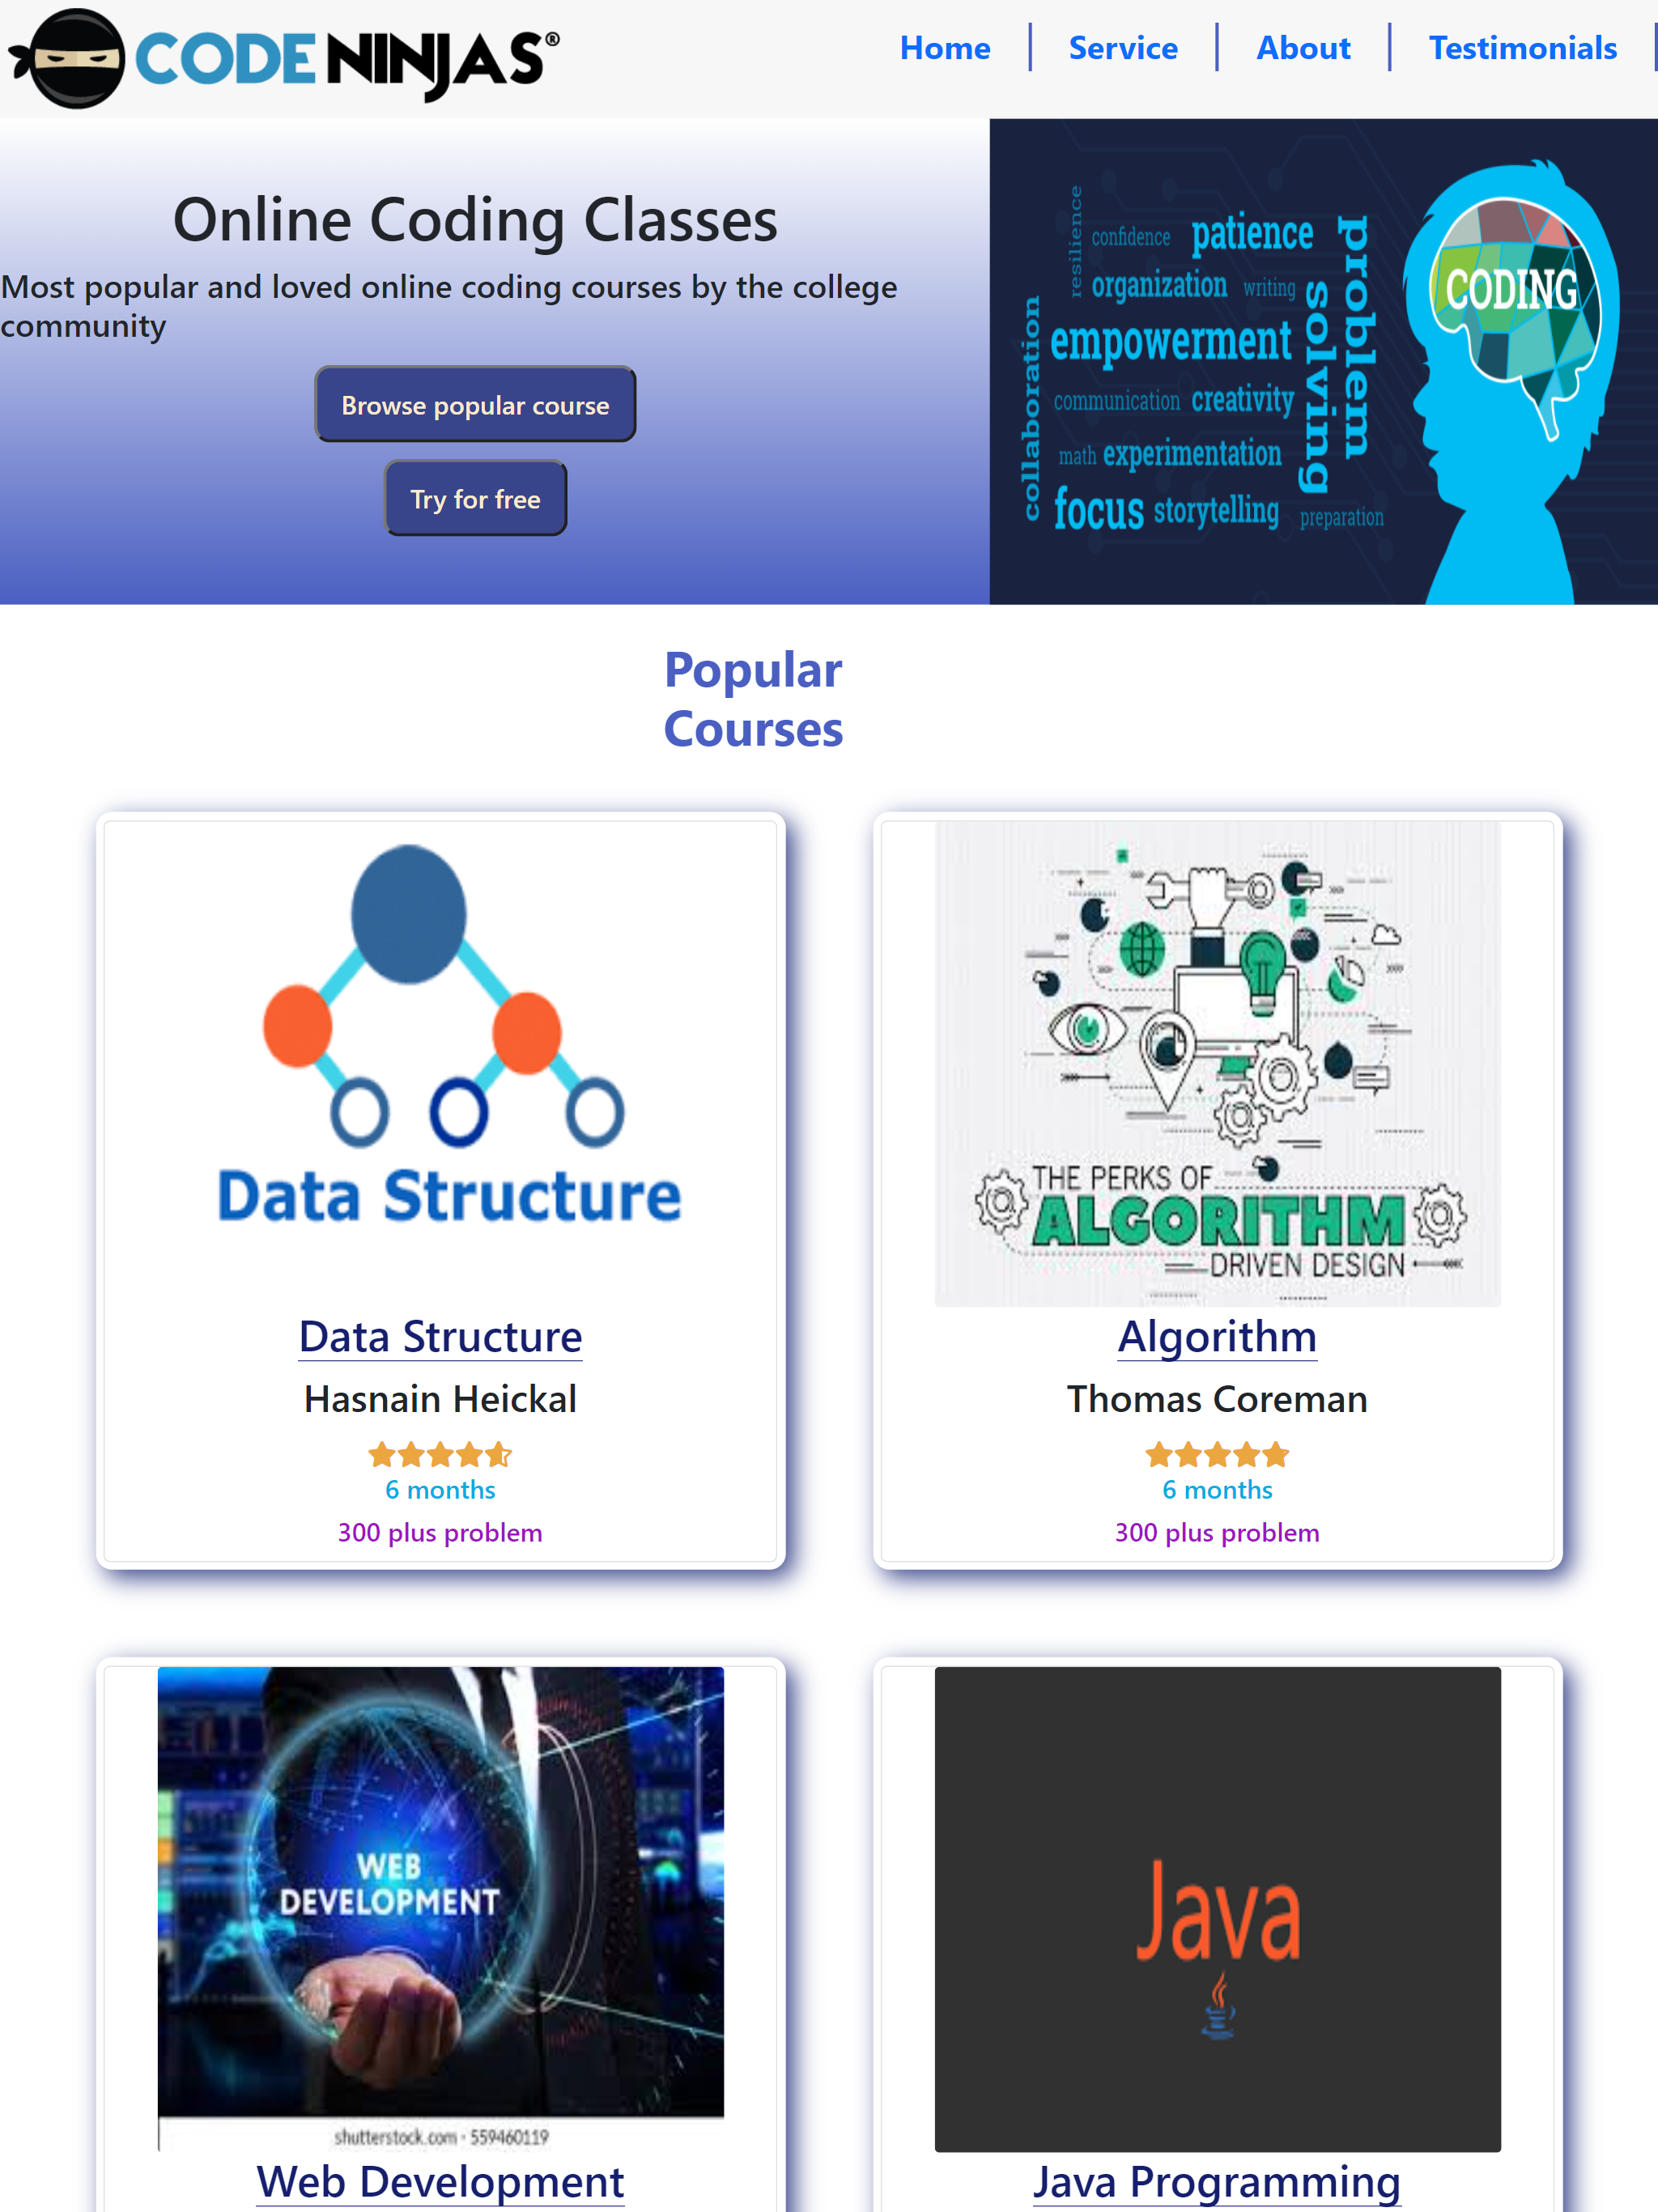 CODE NINJAS®
Home
Service
About
Testimonials
Online Coding Classes
Most popular and loved online coding courses by the college
community
Browse popular course
Try for free
resilience
confidence
patience
organization
writing
collaboration
empowerment
communication
creativity
math
experimentation
focus
storytelling
problem
solving
preparation
CODING
Popular
Courses
Data Structure
Data Structure
Hasnain Heickal
6 months
300 plus problem
THE PERKS OF
ALGORITHM
DRIVEN DESIGN
Algorithm
Thomas Coreman
6 months
300 plus problem
WEB
DEVELOPMENT
shutterstock.com · 559460119
Web Development
Java
Java Programming